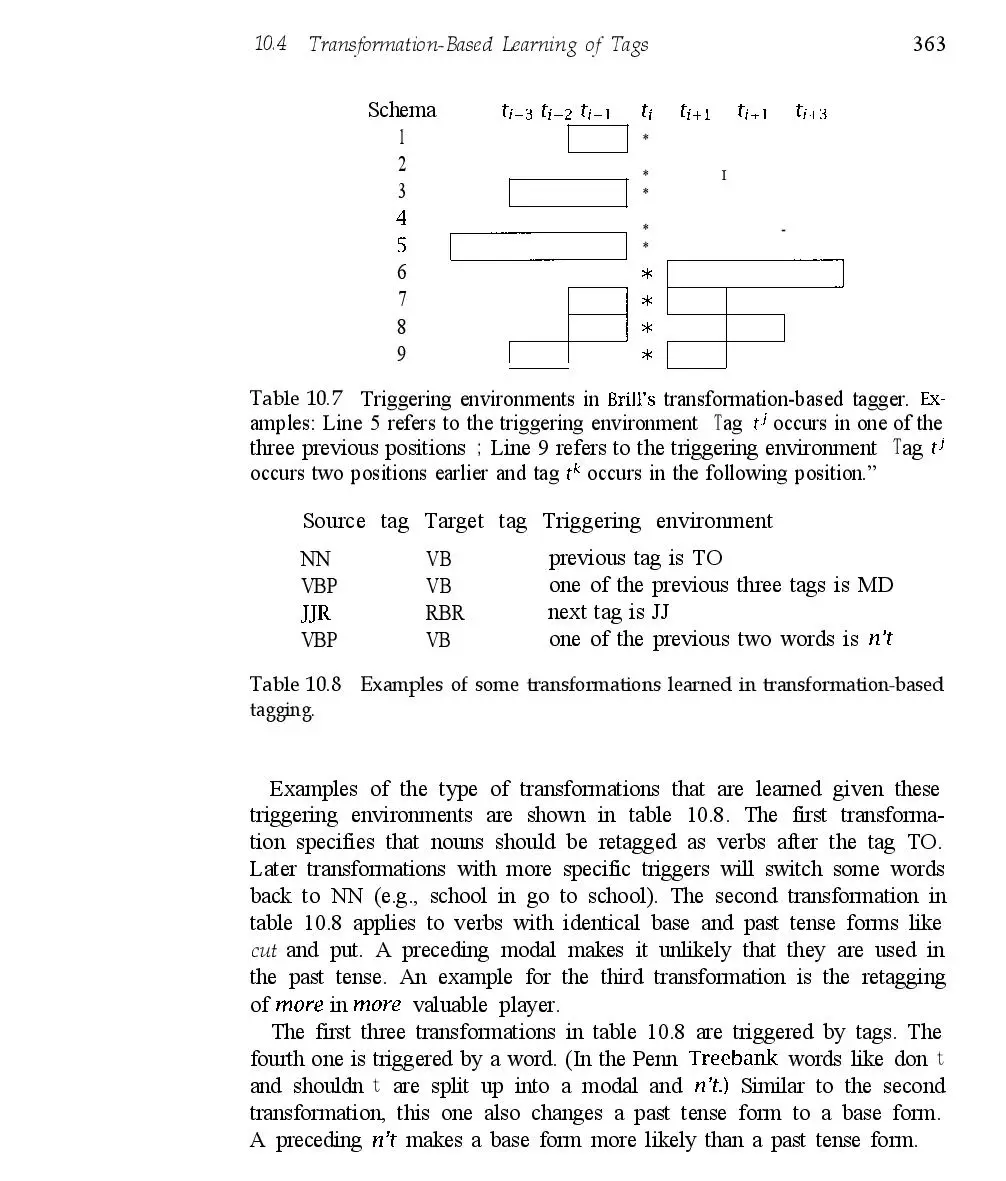 10.4 Transformation-Based Learning of Tags 363
Schema ti−3 ti−2 ti−1 ti ti+1 ti+1 ti+3
1 *
2
* I
3 *
4
* -
5 *
6 *
7 *
8 *
9 *
Table 10.7 Triggering environments in Brill's transformation-based tagger. Ex-
amples: Line 5 refers to the triggering environment Tag tj occurs in one of the
three previous positions ; Line 9 refers to the triggering environment Tag tj
occurs two positions earlier and tag tk occurs in the following position.”
Source tag Target tag Triggering environment
NN VB previous tag is TO
VBP VB one of the previous three tags is MD
JJR RBR next tag is JJ
VBP VB one of the previous two words is n't
Table 10.8 Examples of some transformations learned in transformation-based
tagging.
Examples of the type of transformations that are learned given these
triggering environments are shown in table 10.8. The first transforma-
tion specifies that nouns should be retagged as verbs after the tag TO.
Later transformations with more specific triggers will switch some words
back to NN (e.g., school in go to school). The second transformation in
table 10.8 applies to verbs with identical base and past tense forms like
cut and put. A preceding modal makes it unlikely that they are used in
the past tense. An example for the third transformation is the retagging
of more in more valuable player.
The first three transformations in table 10.8 are triggered by tags. The
fourth one is triggered by a word. (In the Penn Treebank words like don t
and shouldn t are split up into a modal and n't.) Similar to the second
transformation, this one also changes a past tense form to a base form.
A preceding n't makes a base form more likely than a past tense form.